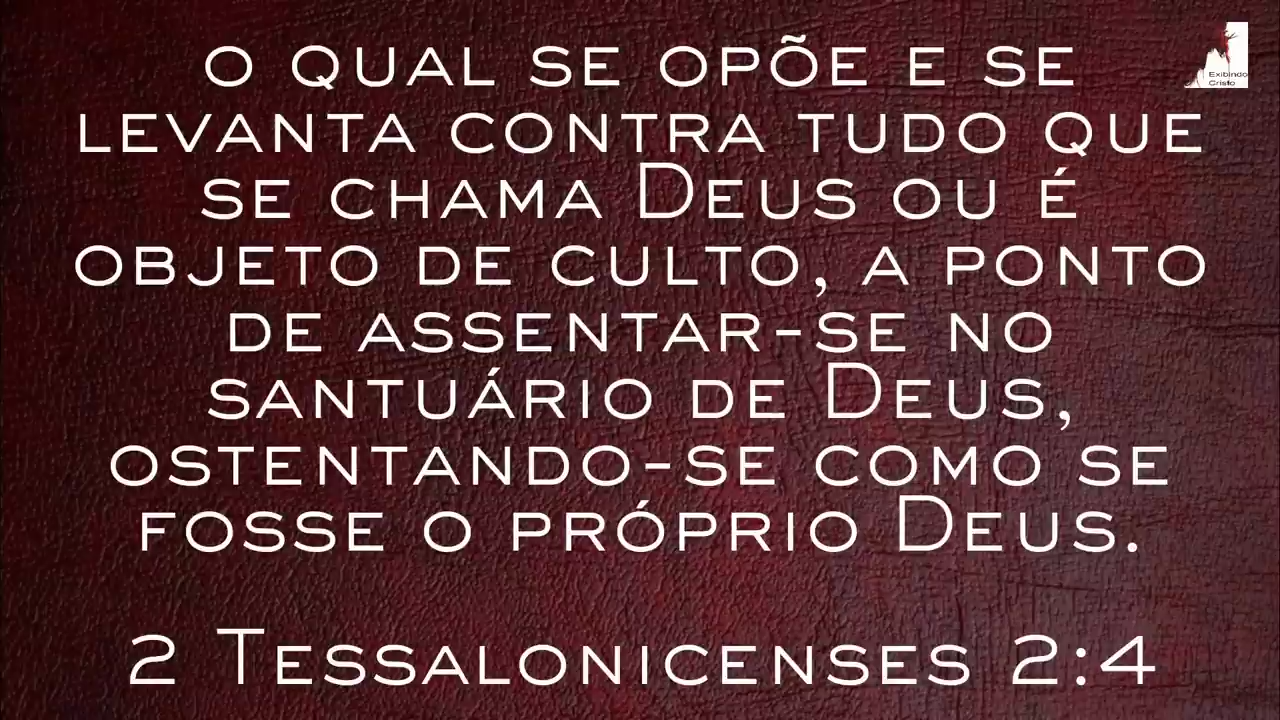 o qual se opõe e se
levanta contra tudo que
se chama Deus ou é
objeto de culto, a ponto
de assentar-se no
santuário de Deus,
ostentando-se como se
fosse o próprio Deus.
2 Tessalonicenses 2:4
Exibindo
Cristo